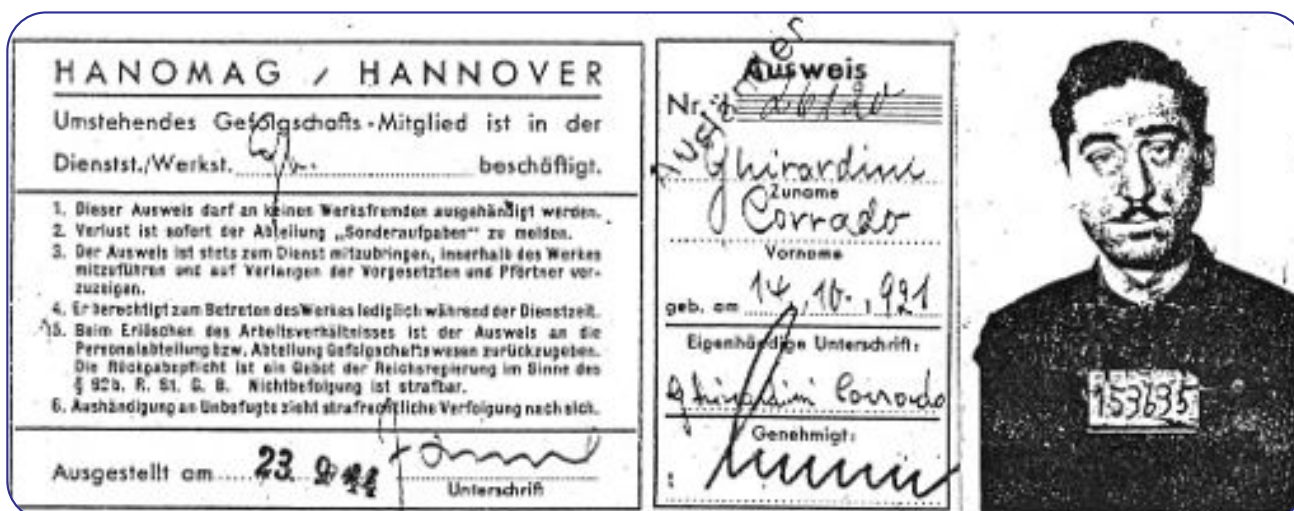 HANOMAG / HANNOVER
Umstehendes Gefolgschafts-Mitglied ist in der
Dienstst./Werkst. beschäftigt.
1. Dieser Ausweis darf an keinen Werksfremden ausgehändigt werden.
2. Verlust ist sofort der Abteilung „Sonderaufgaben" zu melden.
3. Der Ausweis ist stets zum Dienst mitzubringen, innerhalb des Werkes
mitzuführen und auf Verlangen der Vorgesetzten und Pförtner vor-
zuzeigen.
4. Er berechtigt zum Betreten des Werkes lediglich während der Dienstzeit.
5. Beim Erlöschen des Arbeitsverhältnisses ist der Ausweis an die
Personalabteilung bzw. Abteilung Gefolgschaftswesen zurückzugeben.
Die Rückgabepflicht ist ein Gebot der Reichsregierung im Sinne des
§ 92b. R. St. G. B. Nichtbefolgung ist strafbar.
6. Aushändigung an Unbefugte zieht strafrechtliche Verfolgung nach sich.
Ausgestellt am 23.
Unterschrift
Ausländer
Ausweis
Nr.
Ghirardini
Zuname
Corrado
Vorname
geb. am 14. 10. 1921
Eigenhändige Unterschrift:
Ghirardini Corrado
Genehmigt:
153635